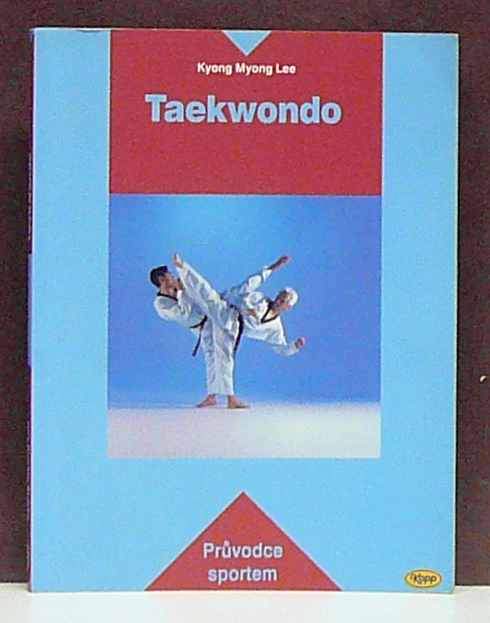 Kyong Myong Lee
Taekwondo
Průvodce
sportem
Kopp